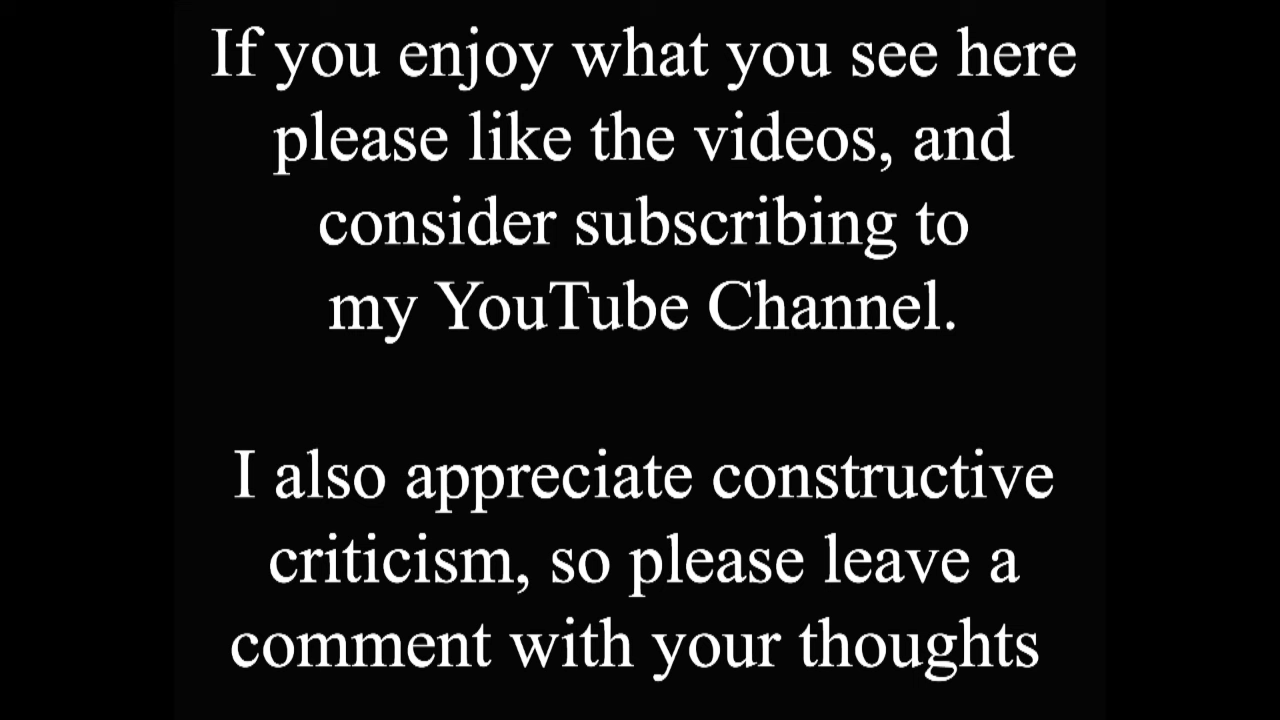 If you enjoy what you see here
please like the videos, and
consider subscribing to
my YouTube Channel.
I also appreciate constructive
criticism, so please leave a
comment with your thoughts